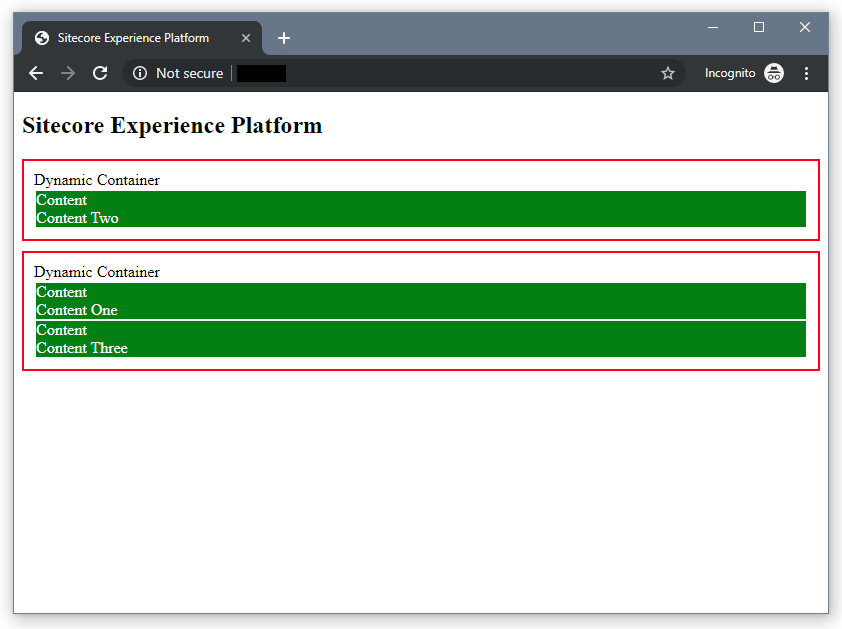 Sitecore Experience Platform
Not secure
Incognito
Sitecore Experience Platform
Dynamic Container
Content
Content Two
Dynamic Container
Content
Content One
Content
Content Three